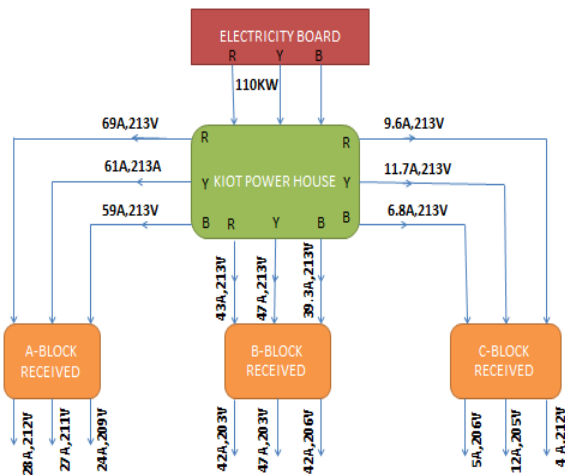 ELECTRICITY BOARD
R Y B
110KW
69A,213V
9.6A,213V
R
R
61A,213A
11.7A,213V
Y
KIOT POWER HOUSE
Y
59A,213V
6.8A,213V
B
R
Y
B
B
43A,213V
47A,213V
39.3A,213V
A-BLOCK
RECEIVED
B-BLOCK
RECEIVED
C-BLOCK
RECEIVED
28A,212V
27A,211V
24A,209V
42A,203V
47A,203V
42A,206V
5A,206V
12A,205V
4 A,212V